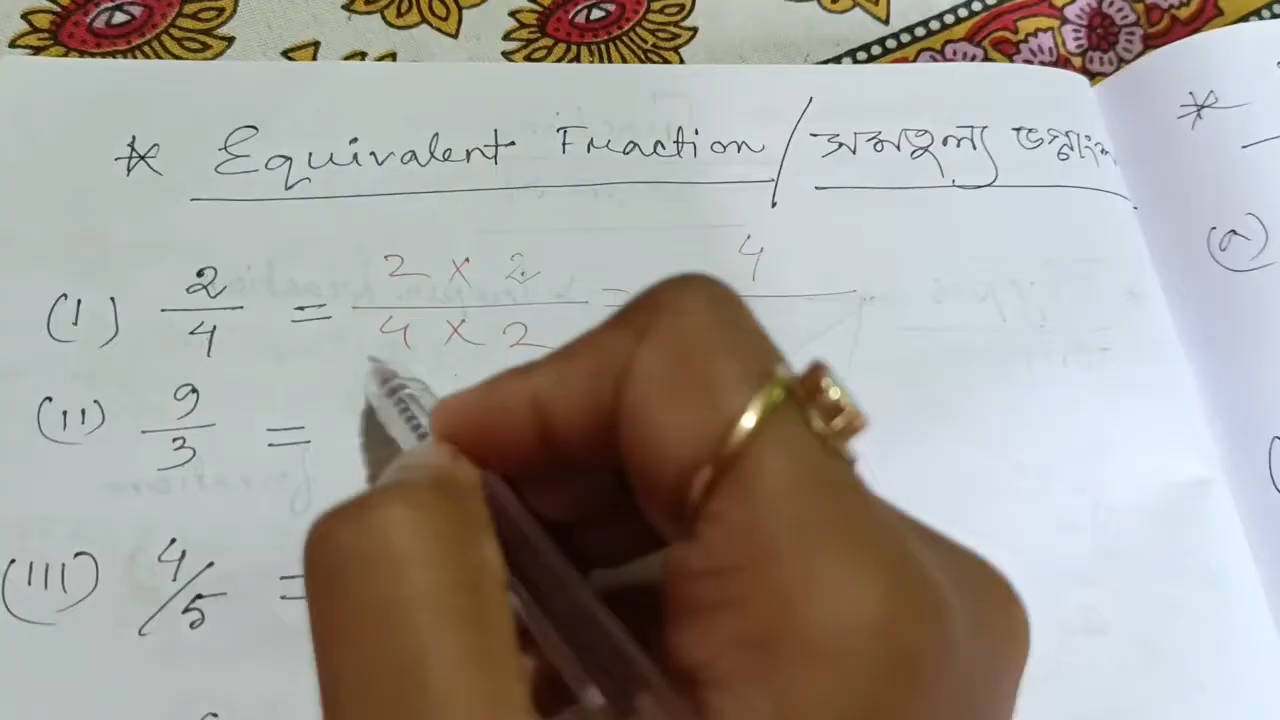 * Equivalent Fraction / সমতুল্য ভগ্নাংশ
(I) 2/4 = 2 × 2 / 4 × 2 = 4
(II) 9/3 =
(III) 4/5 =
*
(a)